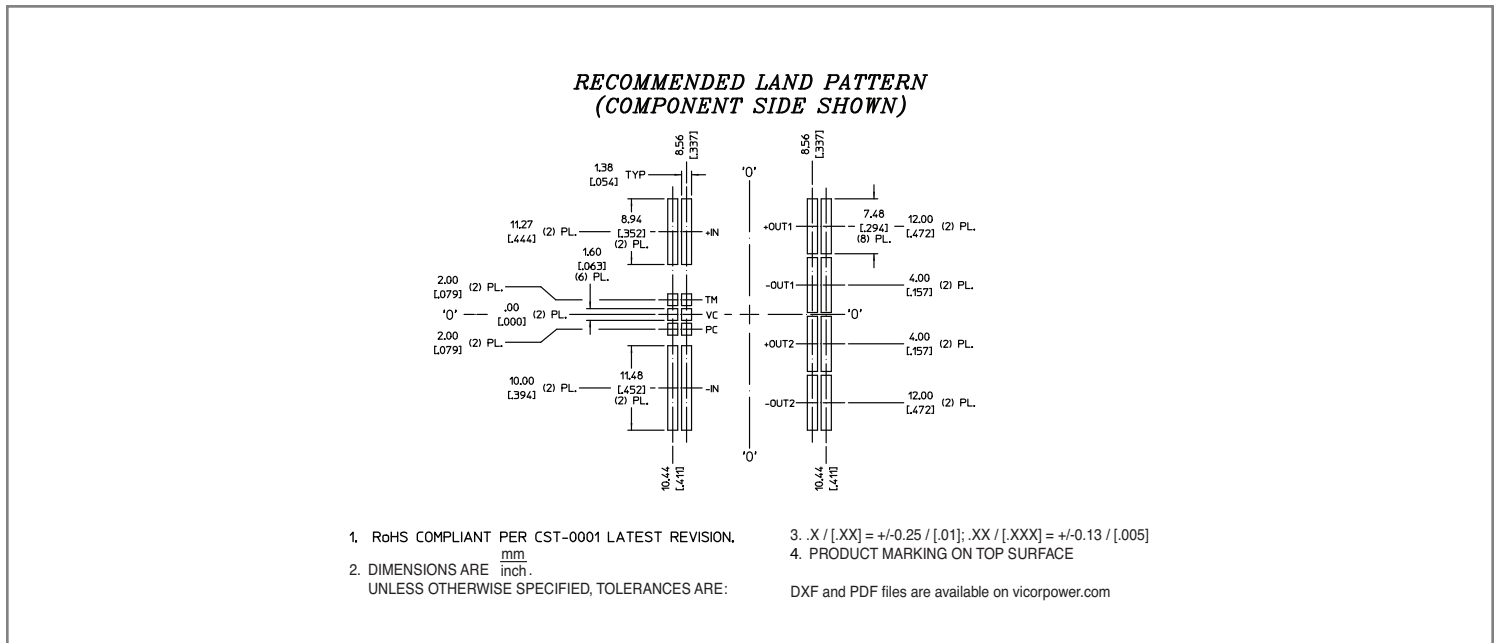 RECOMMENDED LAND PATTERN
(COMPONENT SIDE SHOWN)
8.56
[.337]
8.56
[.337]
1.38
[.054] TYP
'0'
11.27
[.444] (2) PL.
8.94
[.352]
(2) PL.
+IN
+OUT1
7.48
[.294]
(8) PL.
12.00
[.472] (2) PL.
1.60
[.063]
(6) PL.
2.00
[.079] (2) PL.
TM
-OUT1
4.00
[.157] (2) PL.
'0'
.00
[.000] (2) PL.
VC
'0'
2.00
[.079] (2) PL.
PC
+OUT2
4.00
[.157] (2) PL.
10.00
[.394] (2) PL.
11.48
[.452]
(2) PL.
-IN
-OUT2
12.00
[.472] (2) PL.
'0'
10.44
[.411]
10.44
[.411]
1. RoHS COMPLIANT PER CST-0001 LATEST REVISION.
2. DIMENSIONS ARE mm
inch.
UNLESS OTHERWISE SPECIFIED, TOLERANCES ARE:
3. .X / [.XX] = +/-0.25 / [.01]; .XX / [.XXX] = +/-0.13 / [.005]
4. PRODUCT MARKING ON TOP SURFACE
DXF and PDF files are available on vicorpower.com